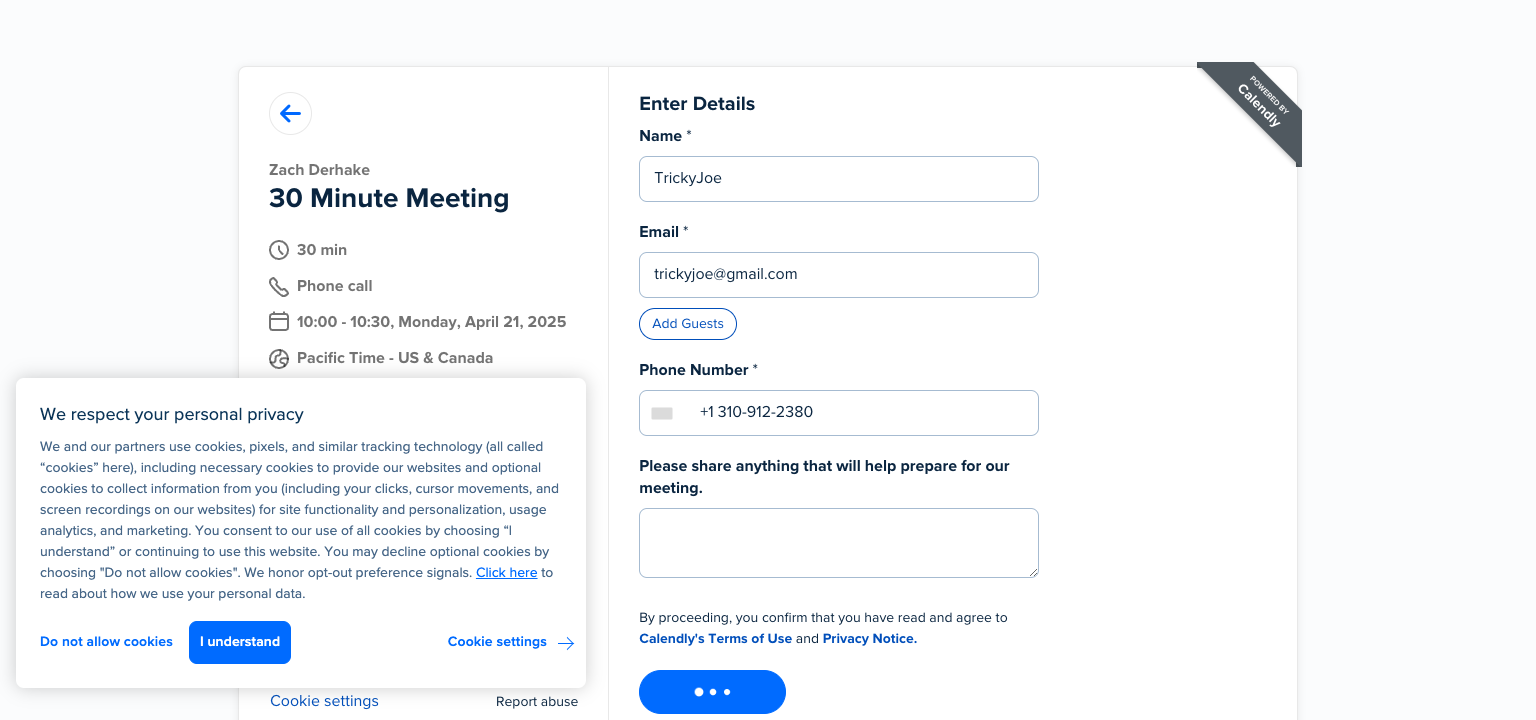 Zach Derhake
30 Minute Meeting
30 min
Phone call
10:00 - 10:30, Monday, April 21, 2025
Pacific Time - US & Canada
We respect your personal privacy
We and our partners use cookies, pixels, and similar tracking technology (all called
“cookies” here), including necessary cookies to provide our websites and optional
cookies to collect information from you (including your clicks, cursor movements, and
screen recordings on our websites) for site functionality and personalization, usage
analytics, and marketing. You consent to our use of all cookies by choosing “I
understand” or continuing to use this website. You may decline optional cookies by
choosing "Do not allow cookies". We honor opt-out preference signals. Click here to
read about how we use your personal data.
Do not allow cookies
I understand
Cookie settings
Cookie settings
Report abuse
Enter Details
Name *
TrickyJoe
Email *
trickyjoe@gmail.com
Add Guests
Phone Number *
+1 310-912-2380
Please share anything that will help prepare for our
meeting.
By proceeding, you confirm that you have read and agree to
Calendly's Terms of Use and Privacy Notice.
POWERED BY
Calendly